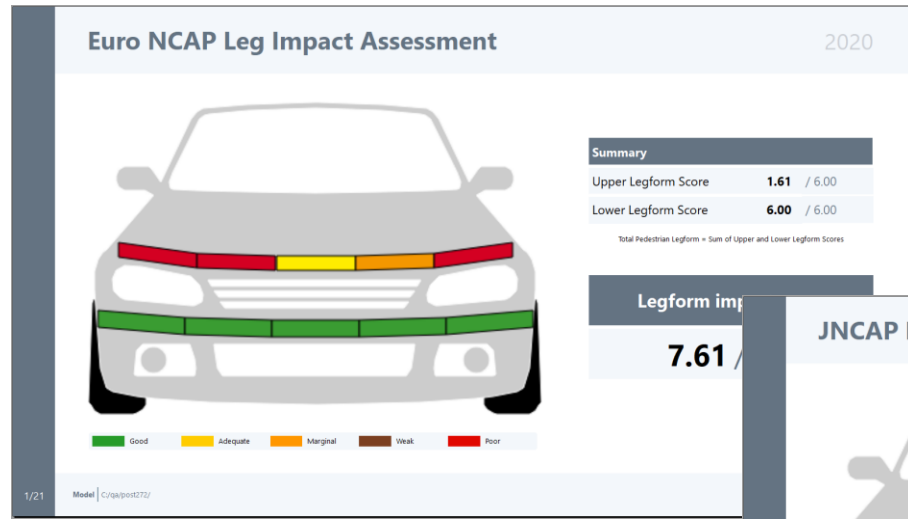 Euro NCAP Leg Impact Assessment 2020
Summary
Upper Legform Score 1.61 / 6.00
Lower Legform Score 6.00 / 6.00
Total Pedestrian Legform = Sum of Upper and Lower Legform Scores
Legform
7.61 /
JNCAP
Good Adequate Marginal Weak Poor
1/21 Model C:/qa/post272/